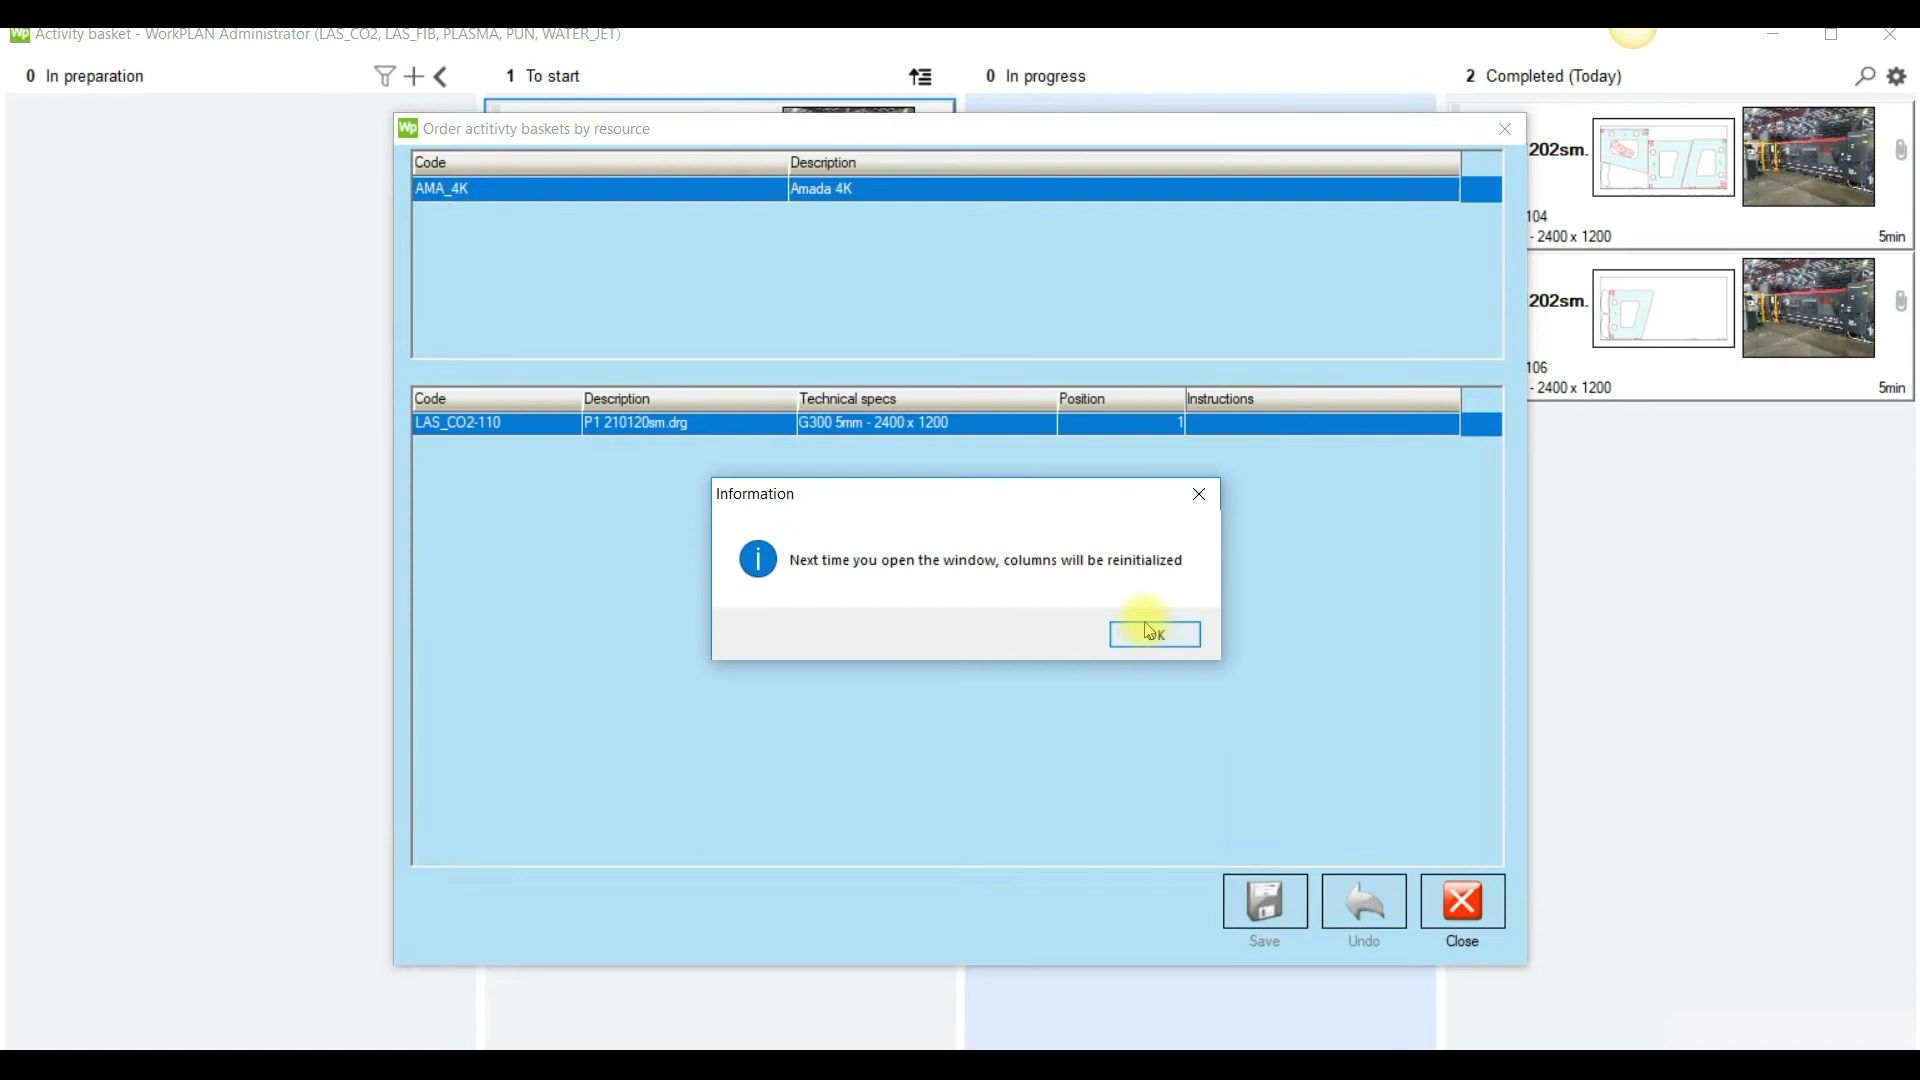 Wp Activity basket - WorkPLAN Administrator (LAS_CO2, LAS_FIB, PLASMA, PUN, WATER_JET)
0 In preparation
1 To start
0 In progress
2 Completed (Today)
Wp Order actitivty baskets by resource
Code Description
AMA_4K Amada 4K
Code Description Technical specs Position Instructions
LAS_CO2-110 P1 210120sm.drg G300 5mm - 2400 x 1200 1
Information
Next time you open the window, columns will be reinitialized
OK
Save Undo Close
202sm.
104
- 2400 x 1200 5min
202sm.
106
- 2400 x 1200 5min